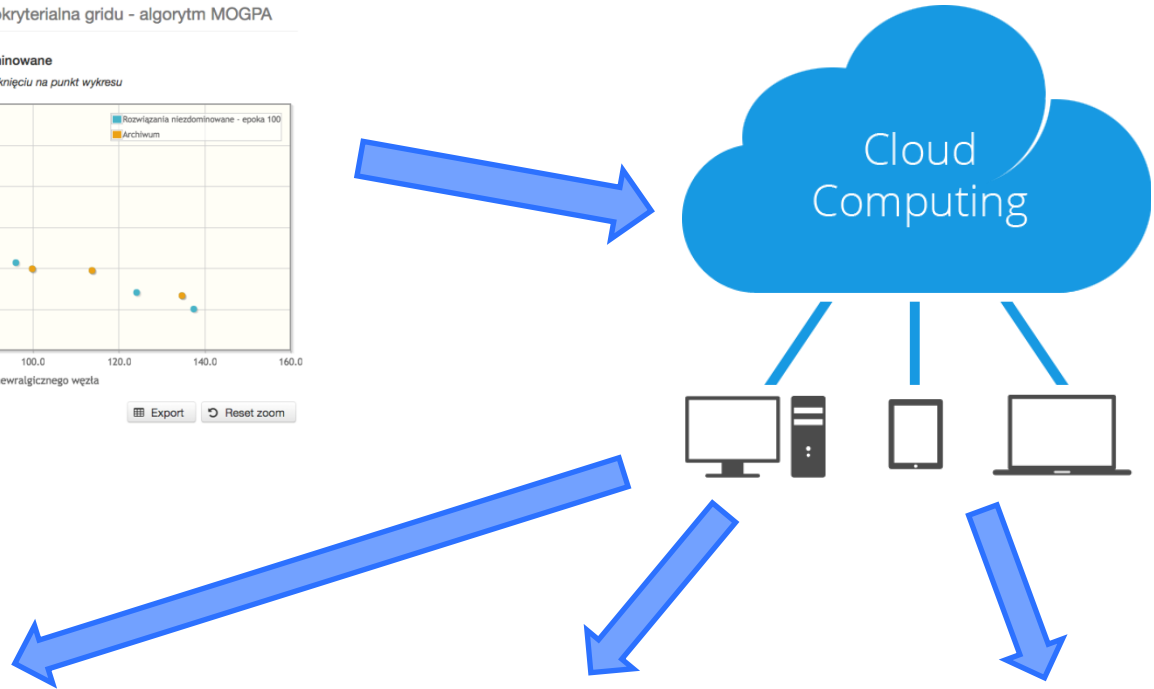 okryterialna gridu - algorytm MOGPA
ninowane
knięciu na punkt wykresu
Rozwiązania niezdominowane - epoka 100
Archiwum
100.0 120.0 140.0 160.0
ewralgicznego węzła
Export Reset zoom
Cloud
Computing